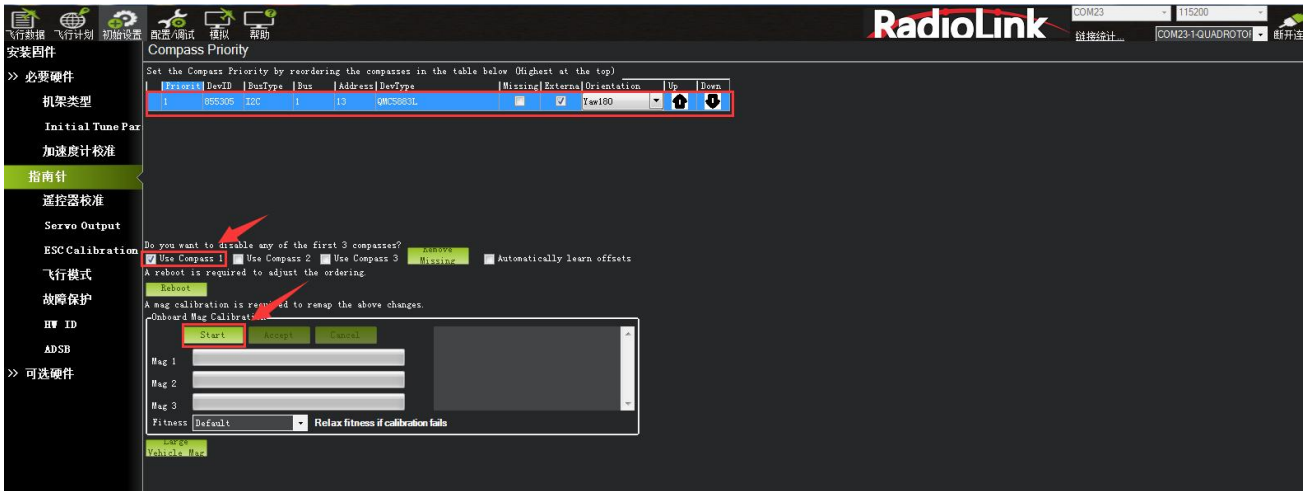 飞行数据 飞行计划 初始设置 配置/调试 模拟 帮助
RadioLink
COM23 115200
链接统计... COM23-1-QUADROTOR 断开连
安装固件
>> 必要硬件
机架类型
Initial Tune Par
加速度计校准
指南针
遥控器校准
Servo Output
ESC Calibration
飞行模式
故障保护
HW ID
ADSB
>> 可选硬件
Compass Priority
Set the Compass Priority by reordering the compasses in the table below (Highest at the top)
Priorit DevID BusType Bus Address DevType Missing Externa Orientation Up Down
1 855305 I2C 1 13 QMC5883L Yaw180
Do you want to disable any of the first 3 compasses?
Use Compass 1 Use Compass 2 Use Compass 3 Remove Missing Automatically learn offsets
A reboot is required to adjust the ordering.
Reboot
A mag calibration is required to remap the above changes.
Onboard Mag Calibration
Start Accept Cancel
Mag 1
Mag 2
Mag 3
Fitness Default Relax fitness if calibration fails
Large
Vehicle Mag